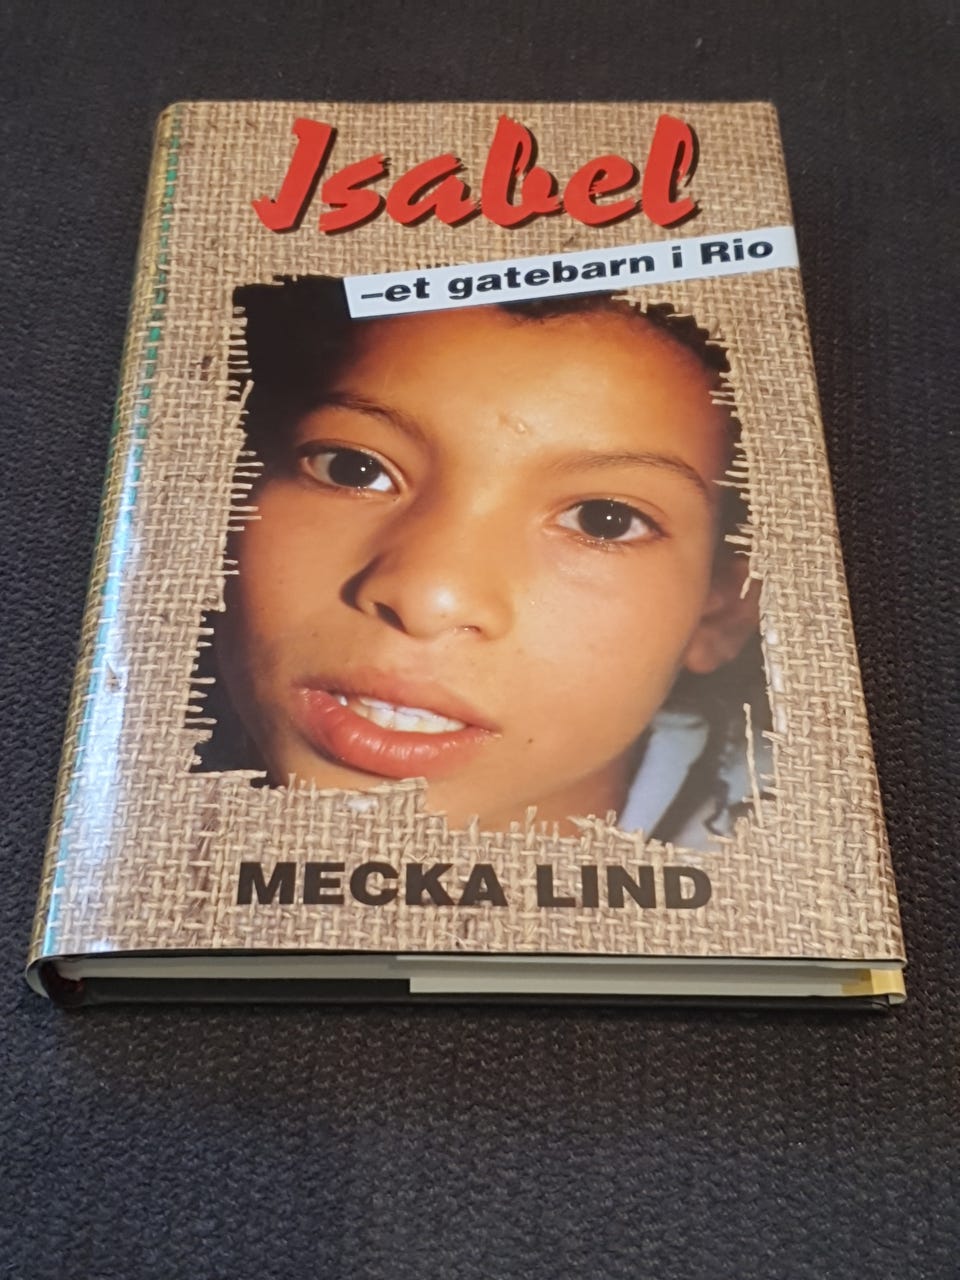 Isabel
–et gatebarn i Rio
MECKA LIND